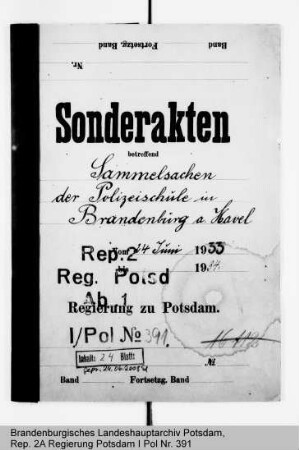 Band Fortsetzg. Band
Nr.
Sonderakten
betreffend
Sammelsachen
der Polizeischule in
Brandenburg a. Havel
Vom 24 Juni 1933
Rep. 2
19
Reg. Potsd
Ab. 1
Regierung zu Potsdam.
I/Pol No 391.
Inhalt: 24 Blatt
No
Band Fortsetzg. Band
Brandenburgisches Landeshauptarchiv Potsdam,
Rep. 2A Regierung Potsdam I Pol Nr. 391